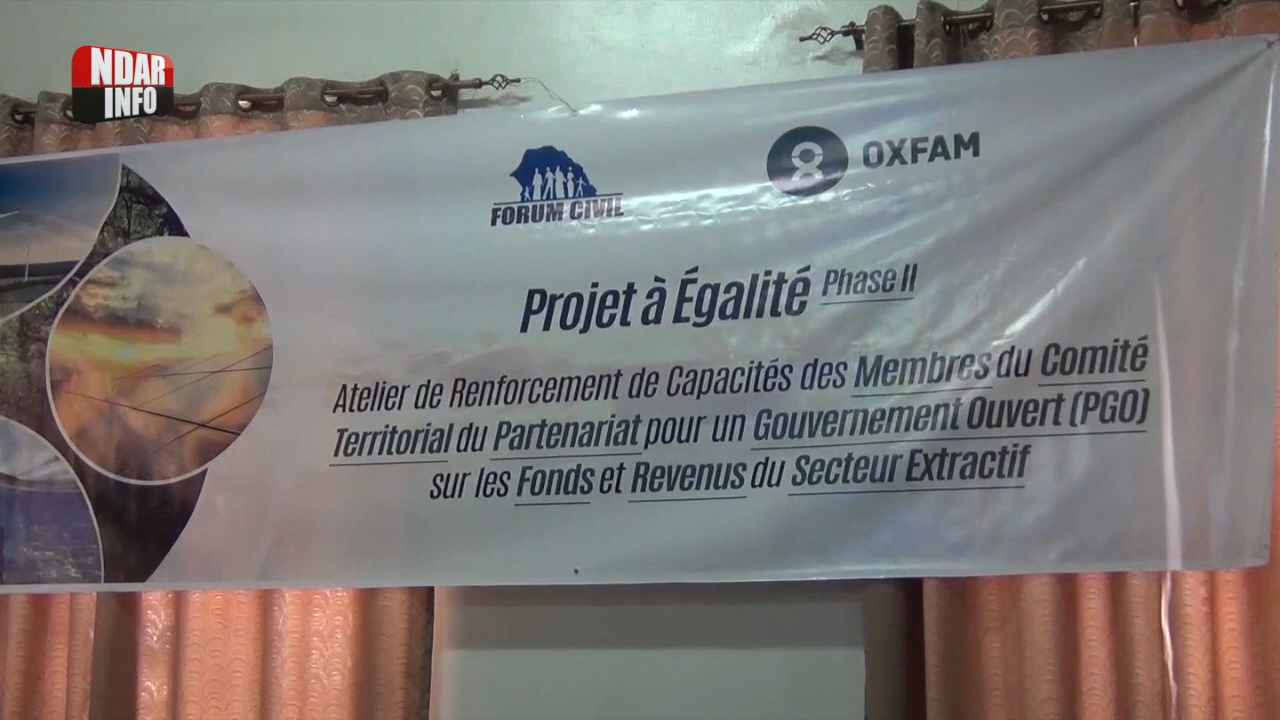 NDAR
INFO
FORUM CIVIL
OXFAM
Projet à Égalité Phase II
Atelier de Renforcement de Capacités des Membres du Comité
Territorial du Partenariat pour un Gouvernement Ouvert (PGO)
sur les Fonds et Revenus du Secteur Extractif